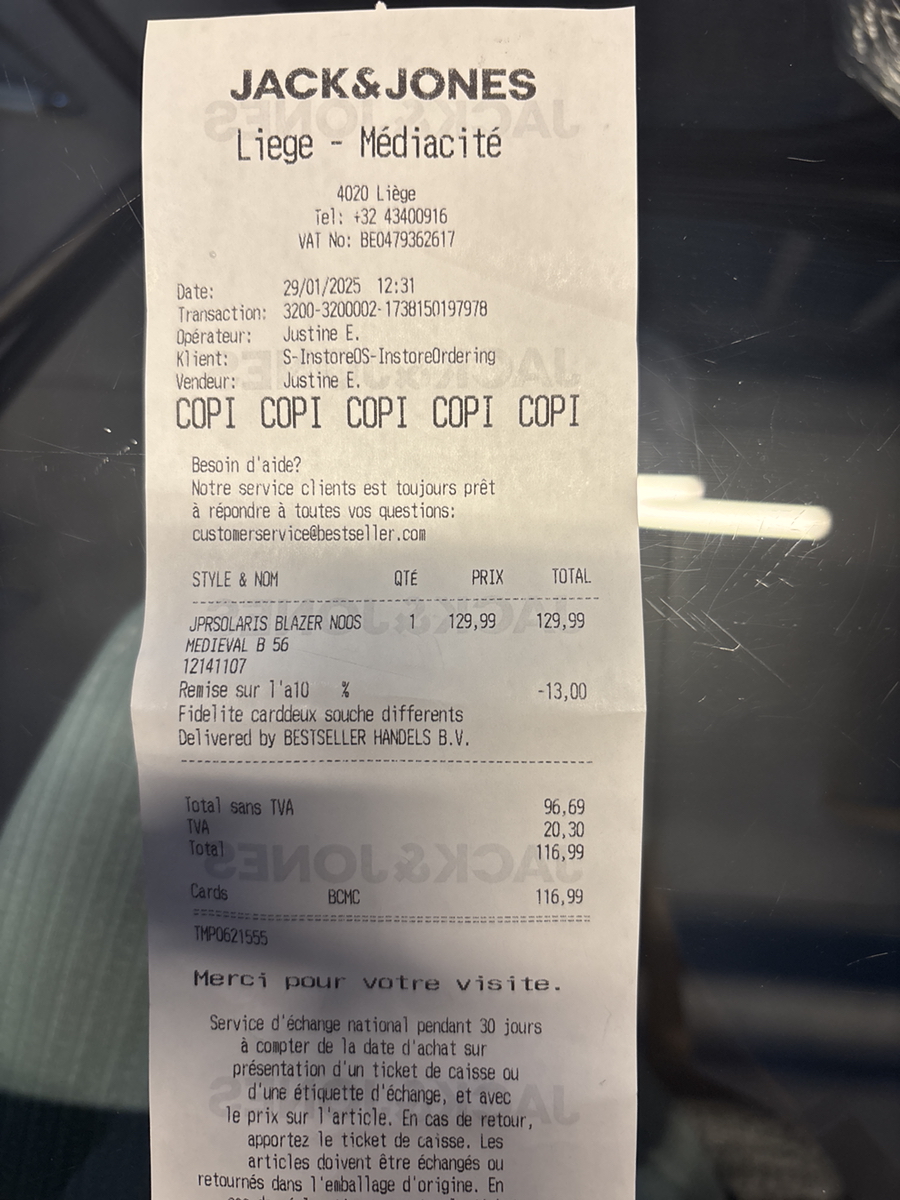 JACK&JONES
Liege - Médiacité
4020 Liège
Tel: +32 43400916
VAT No: BE0479362617
Date: 29/01/2025 12:31
Transaction: 3200-3200002-1738150197978
Opérateur: Justine E.
Klient: S-InstoreOS-InstoreOrdering
Vendeur: Justine E.
COPI COPI COPI COPI COPI
Besoin d'aide?
Notre service clients est toujours prêt
à répondre à toutes vos questions:
customerservice@bestseller.com
STYLE & NOM QTÉ PRIX TOTAL
JPRSOLARIS BLAZER NOOS 1 129,99 129,99
MEDIEVAL B 56
12141107
Remise sur l'a10 % -13,00
Fidelite carddeux souche differents
Delivered by BESTSELLER HANDELS B.V.
Total sans TVA 96,69
TVA 20,30
Total 116,99
Cards BCMC 116,99
TMP0621555
Merci pour votre visite.
Service d'échange national pendant 30 jours
à compter de la date d'achat sur
présentation d'un ticket de caisse ou
d'une étiquette d'échange, et avec
le prix sur l'article. En cas de retour,
apportez le ticket de caisse. Les
articles doivent être échangés ou
retournés dans l'emballage d'origine. En